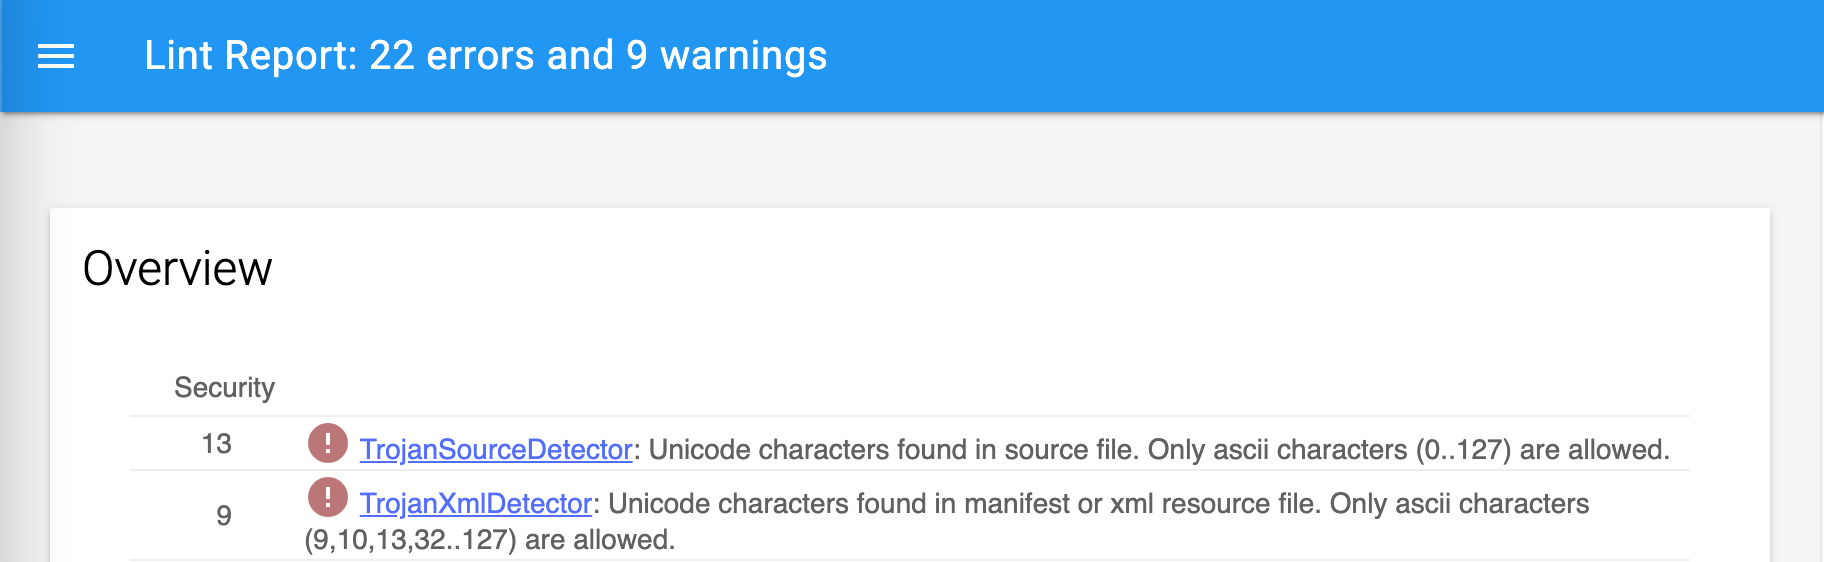 Lint Report: 22 errors and 9 warnings
Overview
Security
13 ! TrojanSourceDetector: Unicode characters found in source file. Only ascii characters (0..127) are allowed.
9 ! TrojanXmlDetector: Unicode characters found in manifest or xml resource file. Only ascii characters
(9,10,13,32..127) are allowed.